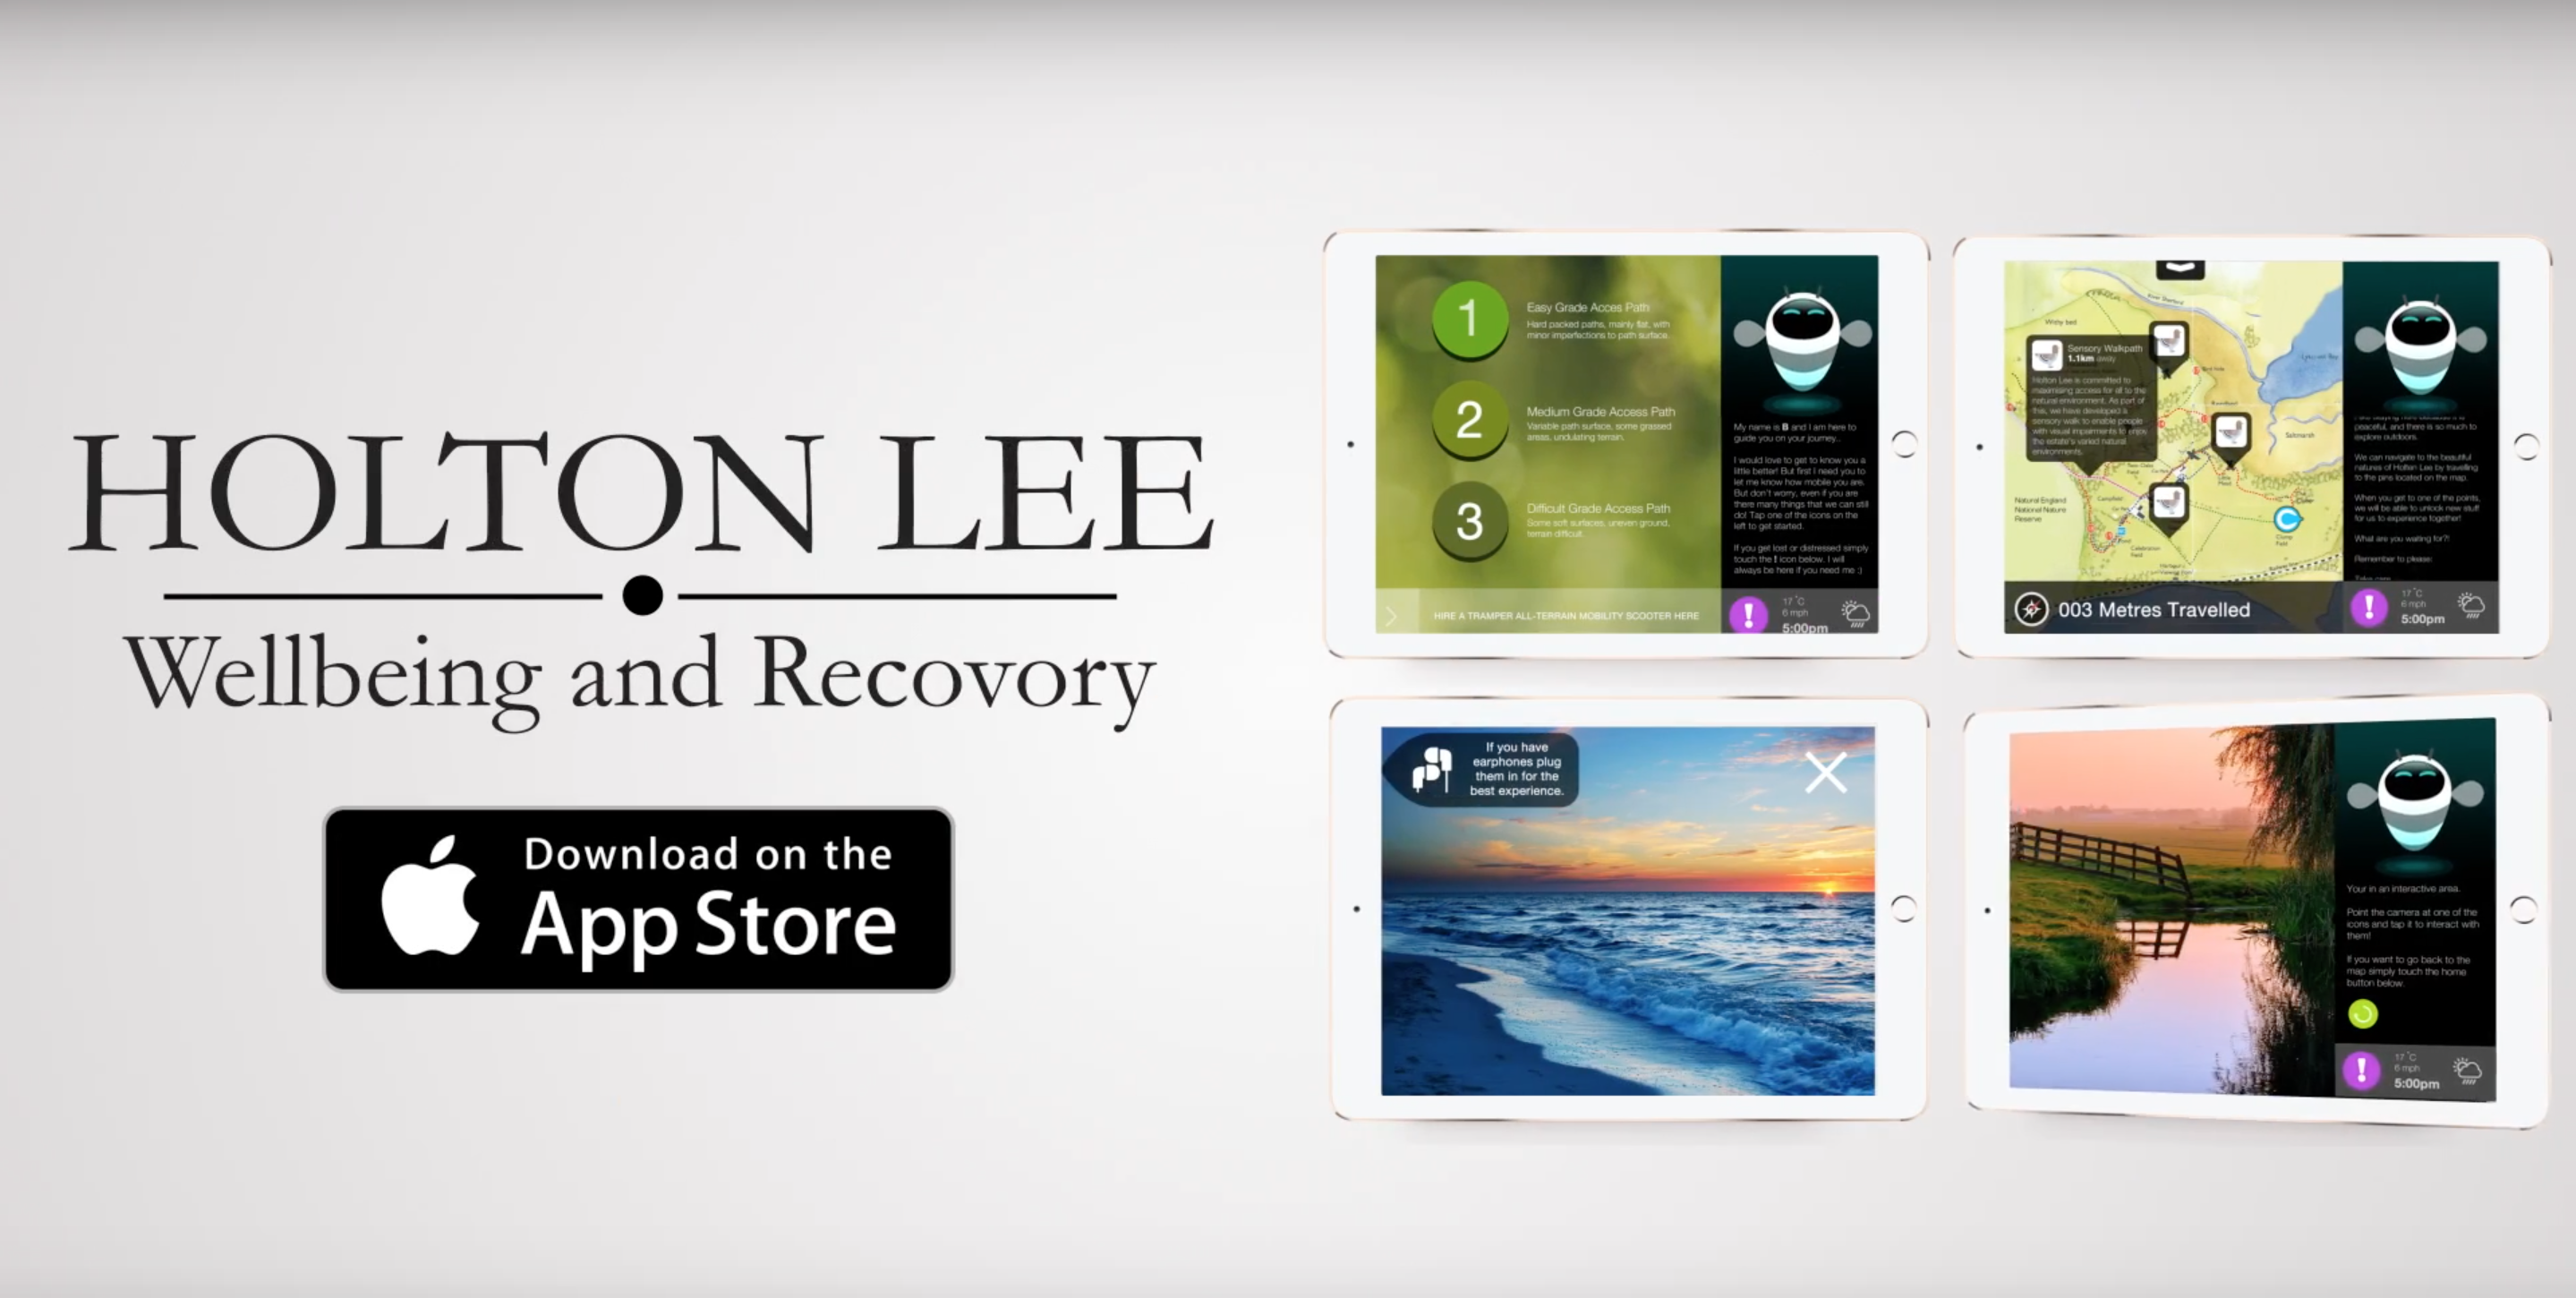 HOLTON LEE
Wellbeing and Recovory
Download on the
App Store
1
Easy Grade Acces Path
Hard packed paths, mainly flat, with
minor imperfections to path surface.
2
Medium Grade Access Path
Variable path surface, some grassed
areas, undulating terrain.
3
Difficult Grade Access Path
Some soft surfaces, uneven ground,
terrain difficult.
HIRE A TRAMPER ALL-TERRAIN MOBILITY SCOOTER HERE
My name is B and I am here to
guide you on your journey..
I would love to get to know you a
little better! But first I need you to
let me know how mobile you are.
But don't worry, even if you are
there many things that we can still
do! Tap one of the icons on the
left to get started.
If you get lost or distressed simply
touch the ! icon below. I will
always be here if you need me :)
!
17°C
6 mph
5:00pm
Withy bed
Sensory Walkpath
1.1km
Holton Lee is committed to
maximising access for all to the
natural environment. As part of
this, we have developed a
sensory walk to enable people
with visual impairments to enjoy
the estate's varied natural
environments.
Saltmarsh
Natural England
National Nature
Reserve
Celebration
Field
003 Metres Travelled
peaceful, and there is so much to
explore outdoors.
We can navigate to the beautiful
natures of Holton Lee by travelling
to the pins located on the map.
When you get to one of the points,
we will be able to unlock new stuff
for us to experience together!
What are you waiting for?!
Remember to please:
!
17°C
6 mph
5:00pm
If you have
earphones plug
them in for the
best experience.
Your in an interactive area.
Point the camera at one of the
icons and tap it to interact with
them!
If you want to go back to the
map simply touch the home
button below.
!
17°C
6 mph
5:00pm